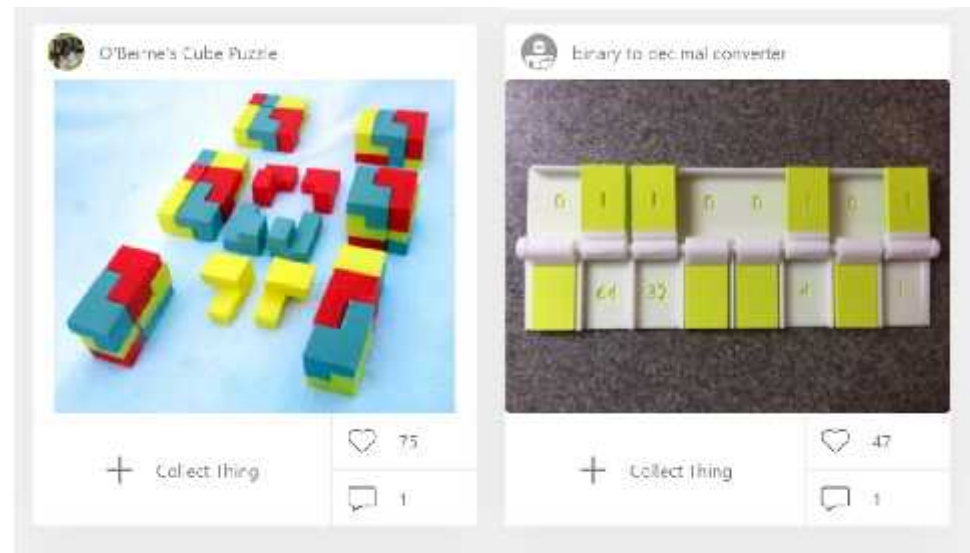 O'Beirne's Cube Puzzle
Collect Thing
75
1
binary to decimal converter
0 1 1 0 0 1 0 1
64 32 4 1
Collect Thing
47
1